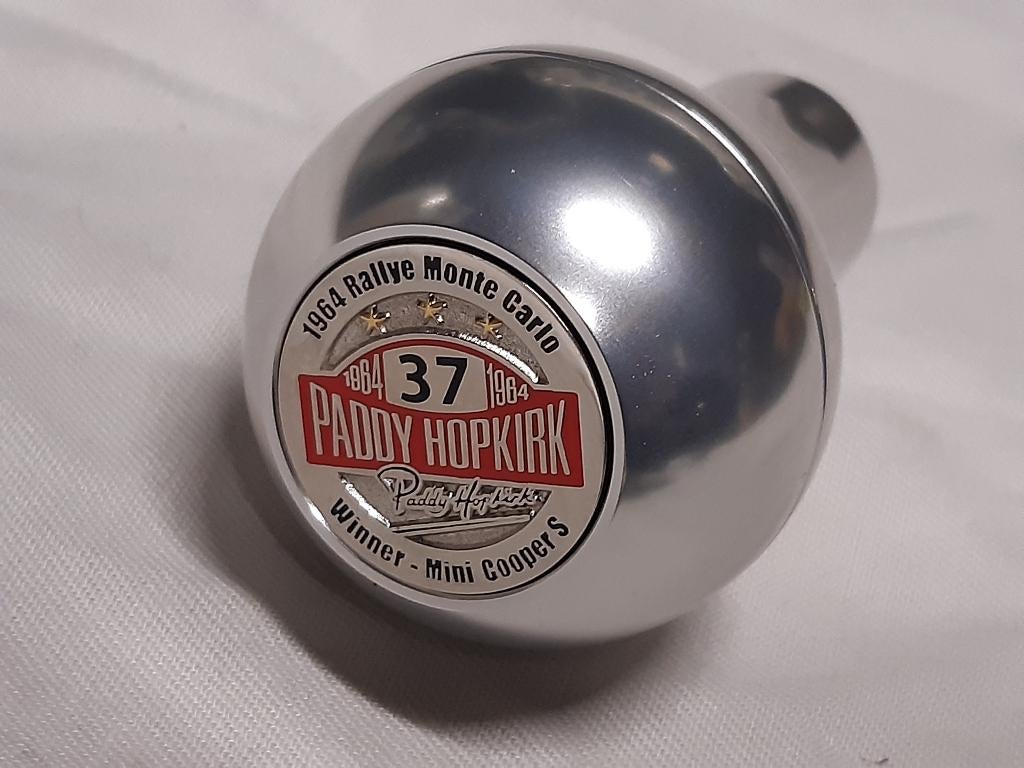 1964 Rallye Monte Carlo
1964 37 1964
PADDY HOPKIRK
Paddy Hopkirk
Winner - Mini Cooper S